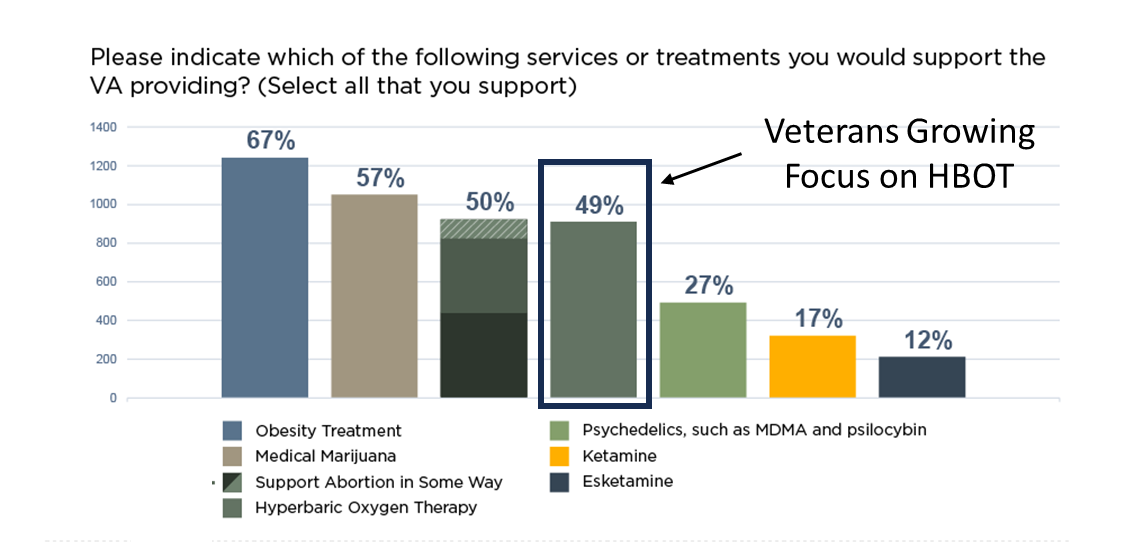 Please indicate which of the following services or treatments you would support the
VA providing? (Select all that you support)
Veterans Growing
Focus on HBOT
1400
1200
1000
800
600
400
200
0
67%
57%
50%
49%
27%
17%
12%
Obesity Treatment
Medical Marijuana
Support Abortion in Some Way
Hyperbaric Oxygen Therapy
Psychedelics, such as MDMA and psilocybin
Ketamine
Esketamine